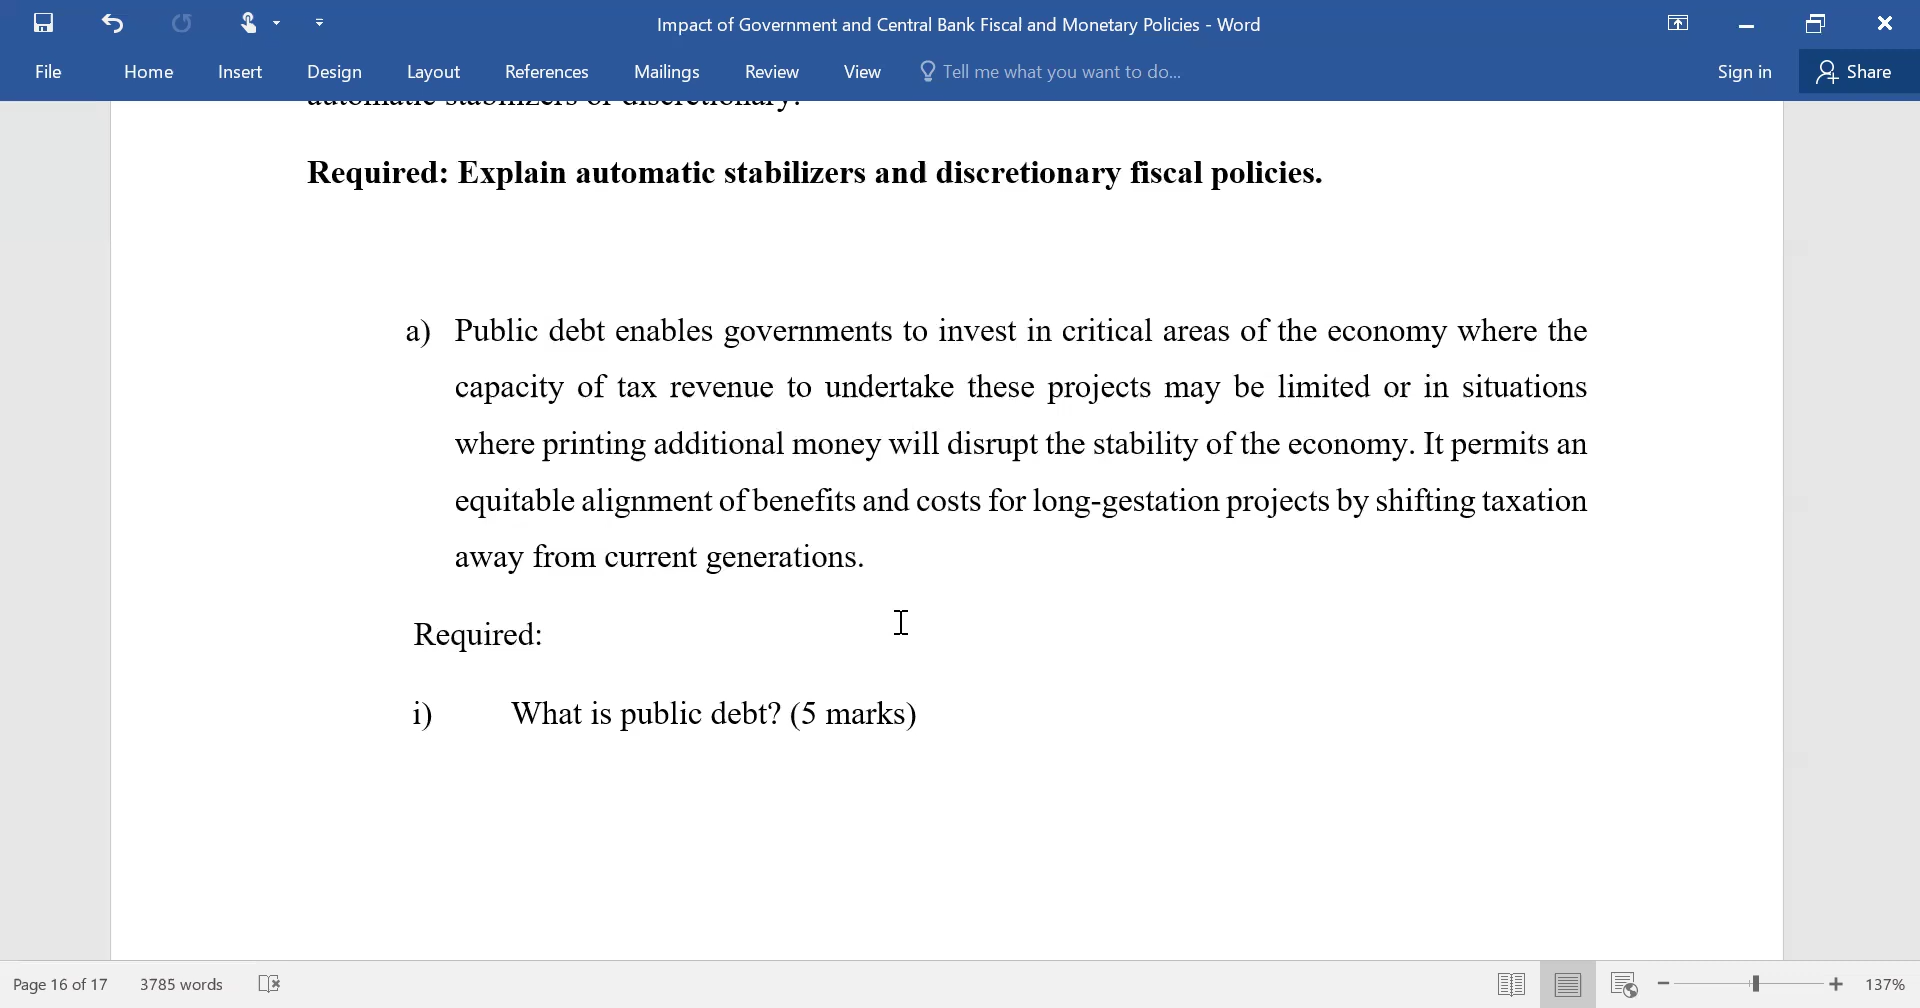 Impact of Government and Central Bank Fiscal and Monetary Policies - Word
File Home Insert Design Layout References Mailings Review View Tell me what you want to do... Sign in Share
automatic stabilizers or discretionary.
Required: Explain automatic stabilizers and discretionary fiscal policies.
a) Public debt enables governments to invest in critical areas of the economy where the
capacity of tax revenue to undertake these projects may be limited or in situations
where printing additional money will disrupt the stability of the economy. It permits an
equitable alignment of benefits and costs for long-gestation projects by shifting taxation
away from current generations.
Required:
i) What is public debt? (5 marks)
Page 16 of 17 3785 words 137%